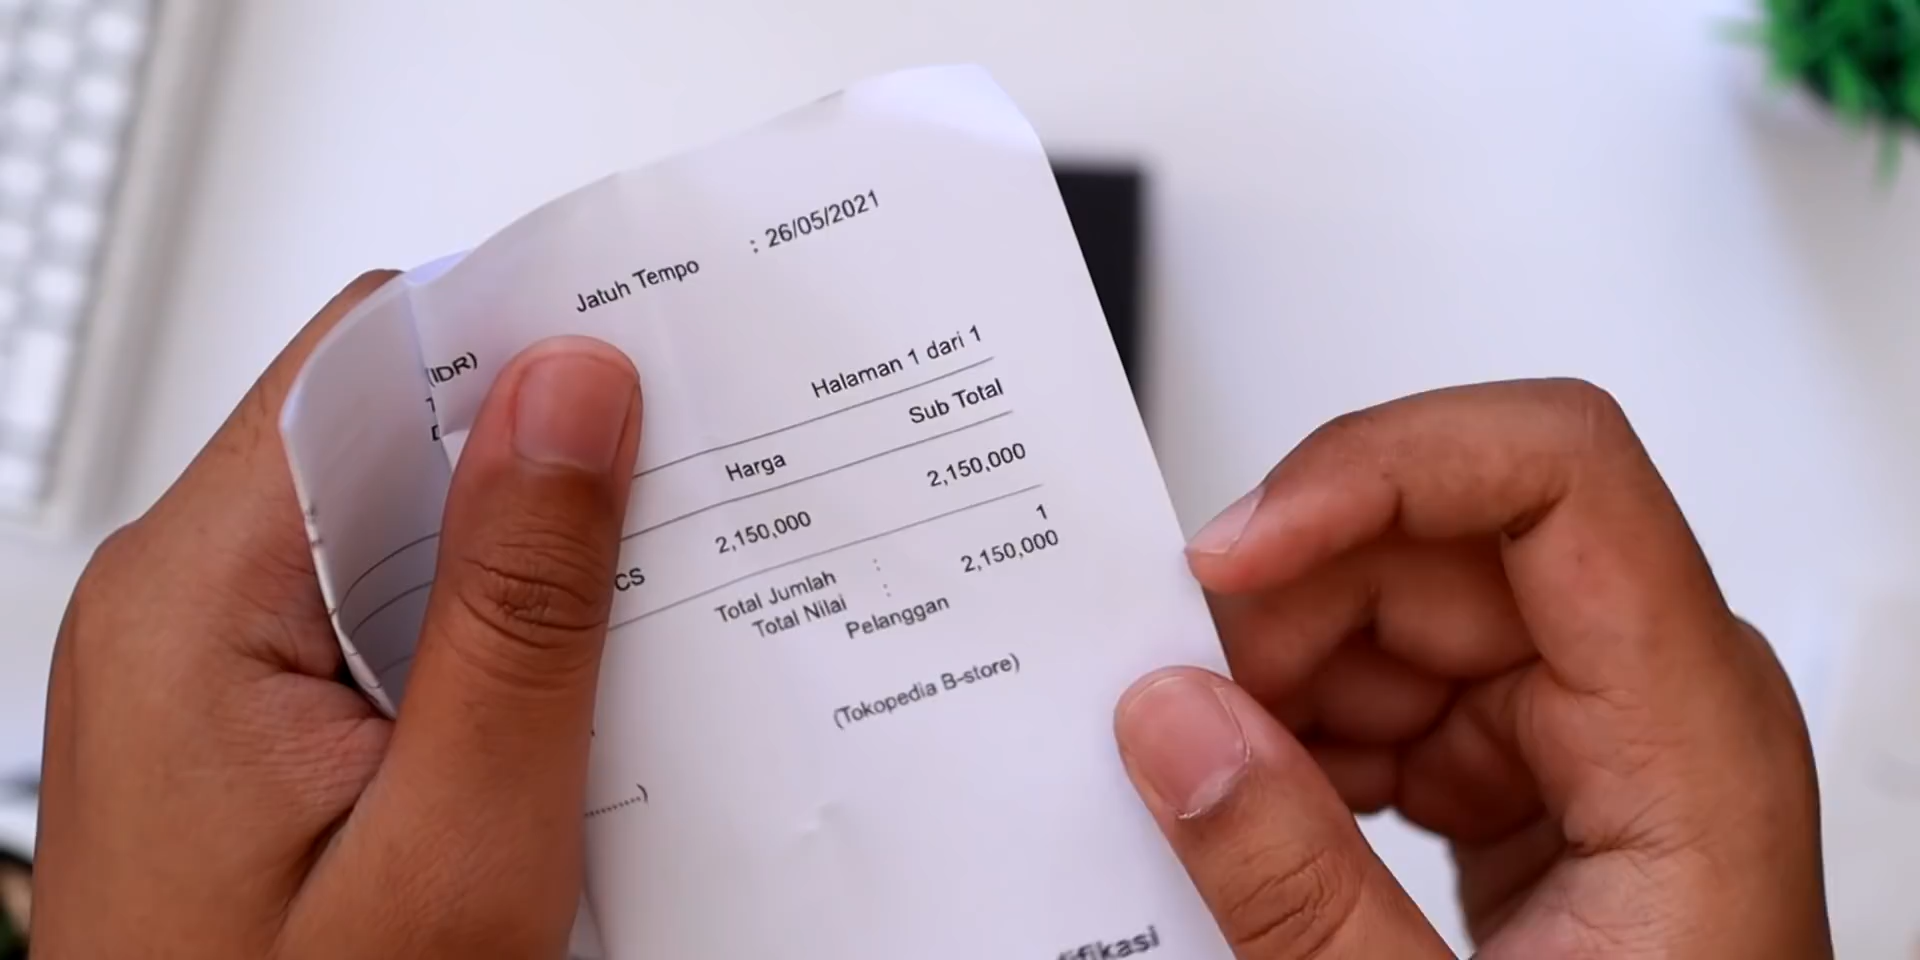 Jatuh Tempo : 26/05/2021
(IDR)
Halaman 1 dari 1
Harga Sub Total
CS 2,150,000 2,150,000
Total Jumlah : 1
Total Nilai : 2,150,000
Pelanggan
(Tokopedia B-store)
..........)